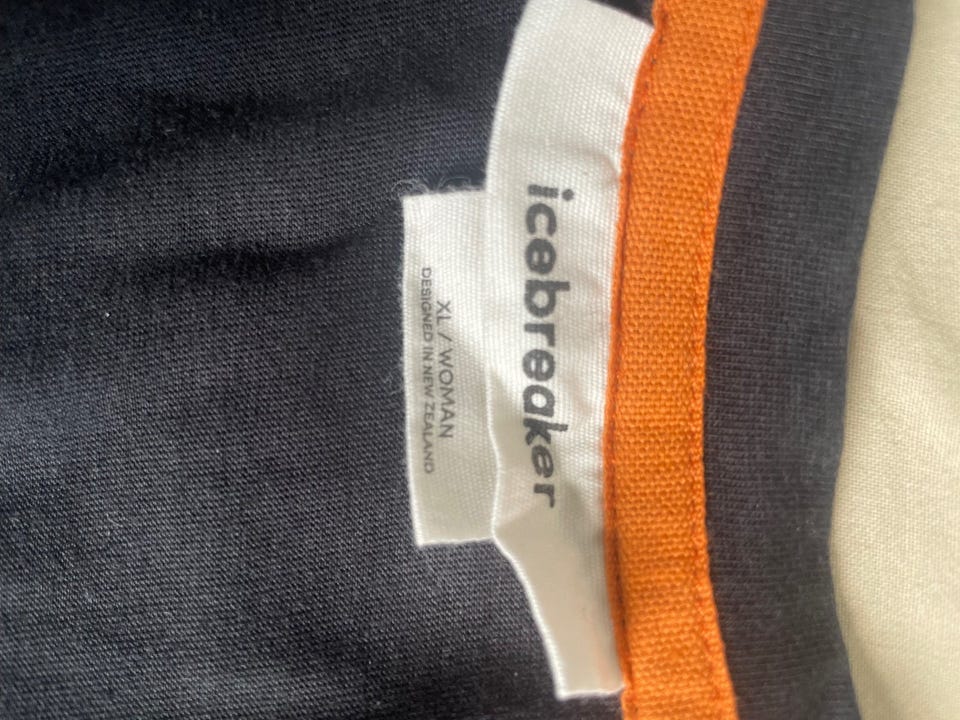 icebreaker
XL / WOMAN
DESIGNED IN NEW ZEALAND